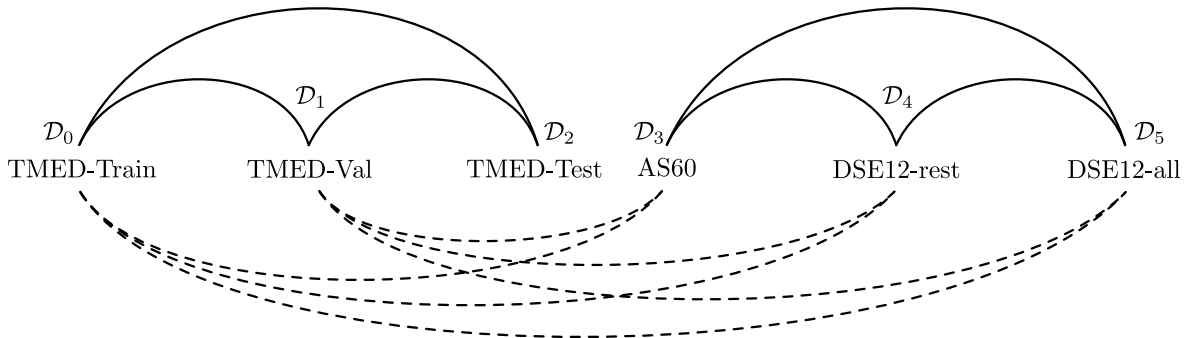 𝒟₁ 𝒟₄
𝒟₀ 𝒟₂ 𝒟₃ 𝒟₅
TMED-Train TMED-Val TMED-Test AS60 DSE12-rest DSE12-all